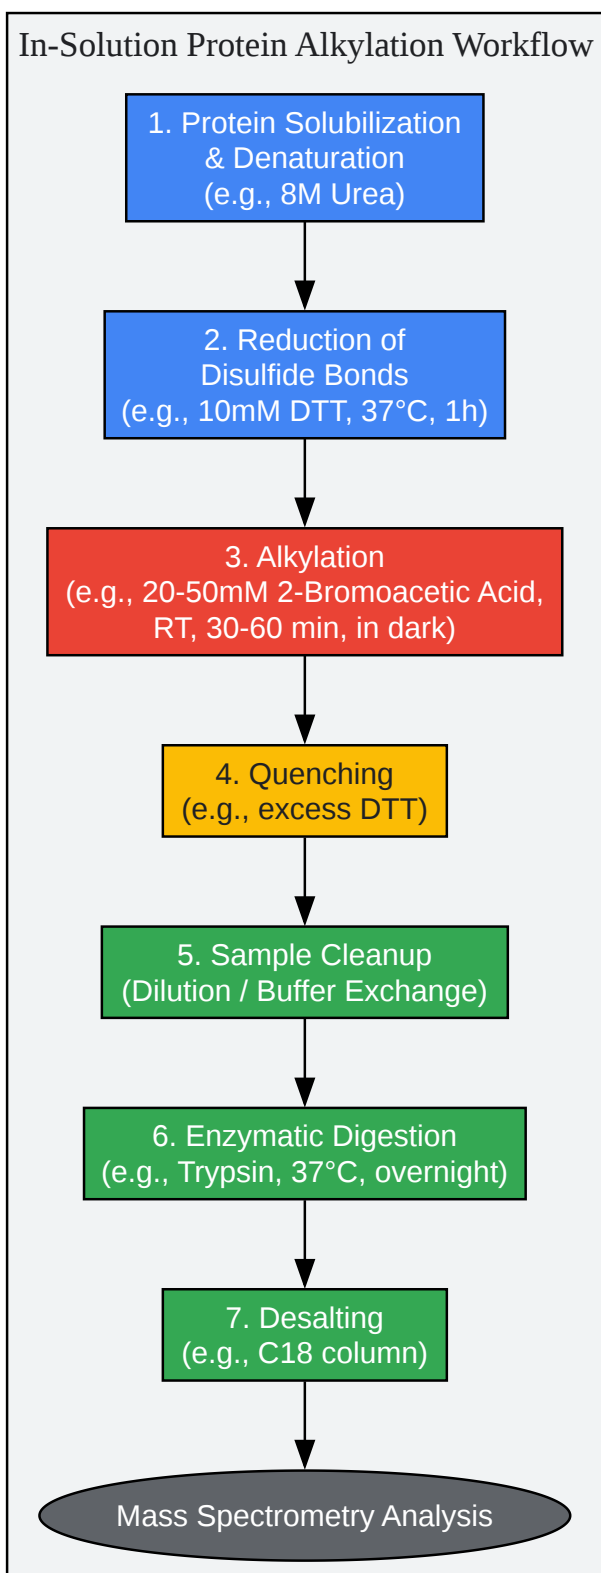 In-Solution Protein Alkylation Workflow
1. Protein Solubilization
& Denaturation
(e.g., 8M Urea)
2. Reduction of
Disulfide Bonds
(e.g., 10mM DTT, 37°C, 1h)
3. Alkylation
(e.g., 20-50mM 2-Bromoacetic Acid,
RT, 30-60 min, in dark)
4. Quenching
(e.g., excess DTT)
5. Sample Cleanup
(Dilution / Buffer Exchange)
6. Enzymatic Digestion
(e.g., Trypsin, 37°C, overnight)
7. Desalting
(e.g., C18 column)
Mass Spectrometry Analysis